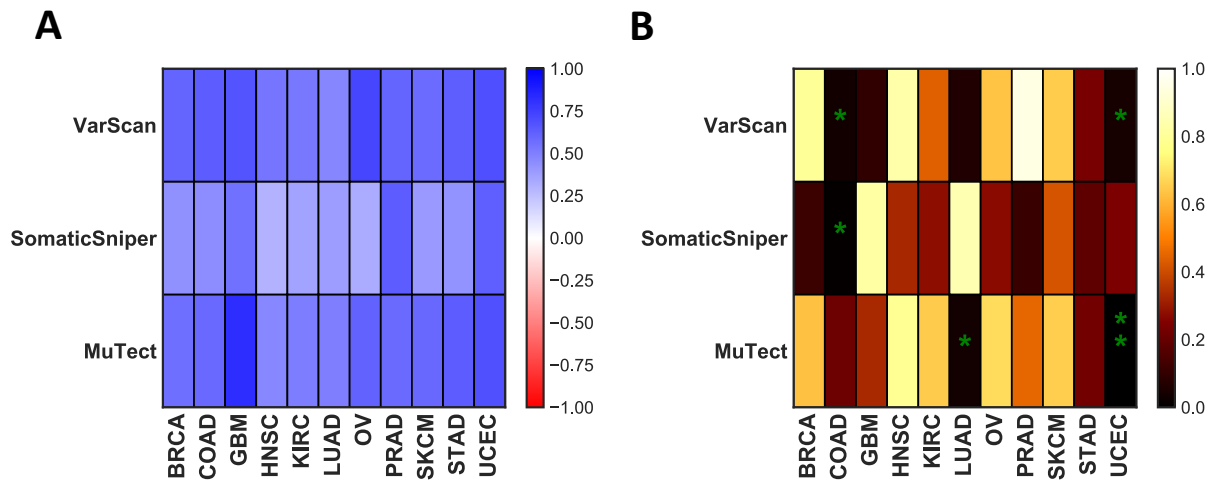 A
VarScan
SomaticSniper
MuTect
BRCA
COAD
GBM
HNSC
KIRC
LUAD
OV
PRAD
SKCM
STAD
UCEC
1.00
0.75
0.50
0.25
0.00
−0.25
−0.50
−0.75
−1.00
B
VarScan
SomaticSniper
MuTect
*
*
*
*
*
*
BRCA
COAD
GBM
HNSC
KIRC
LUAD
OV
PRAD
SKCM
STAD
UCEC
1.0
0.8
0.6
0.4
0.2
0.0